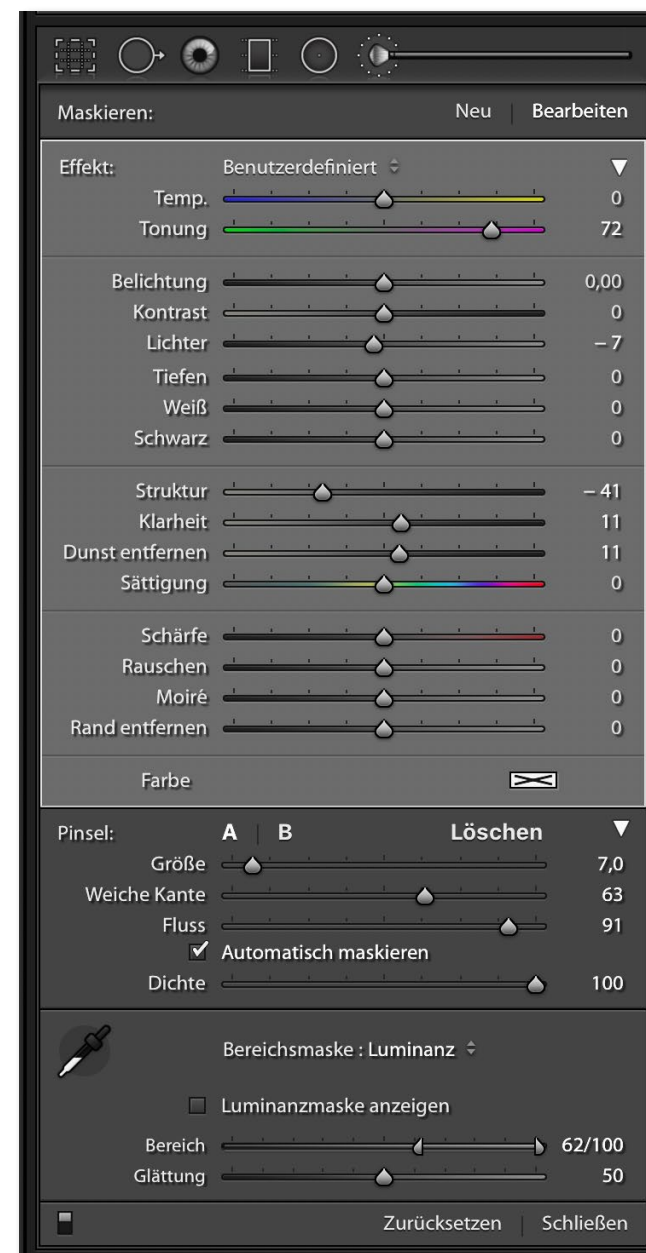 Maskieren: Neu | Bearbeiten
Effekt: Benutzerdefiniert
Temp. 0
Tonung 72
Belichtung 0,00
Kontrast 0
Lichter – 7
Tiefen 0
Weiß 0
Schwarz 0
Struktur – 41
Klarheit 11
Dunst entfernen 11
Sättigung 0
Schärfe 0
Rauschen 0
Moiré 0
Rand entfernen 0
Farbe
Pinsel: A | B Löschen
Größe 7,0
Weiche Kante 63
Fluss 91
Automatisch maskieren
Dichte 100
Bereichsmaske : Luminanz
Luminanzmaske anzeigen
Bereich 62/100
Glättung 50
Zurücksetzen | Schließen